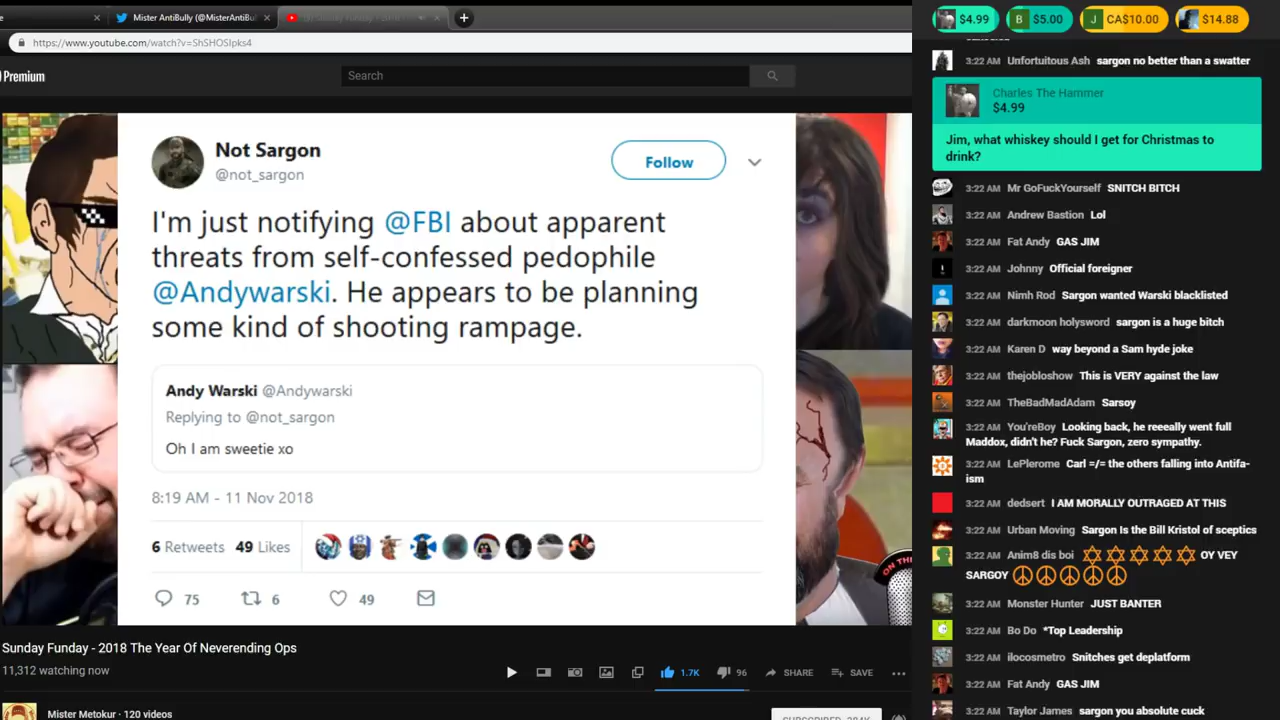 e
Mister AntiBully (@MisterAntiBu
https://www.youtube.com/watch?v=ShSHOSIpks4
Premium
Search
Not Sargon
@not_sargon
Follow
I'm just notifying @FBI about apparent
threats from self-confessed pedophile
@Andywarski. He appears to be planning
some kind of shooting rampage.
Andy Warski @Andywarski
Replying to @not_sargon
Oh I am sweetie xo
8:19 AM - 11 Nov 2018
6 Retweets 49 Likes
75 6 49
ON TH
Sunday Funday - 2018 The Year Of Neverending Ops
11,312 watching now
1.7K 96 SHARE SAVE
Mister Metokur · 120 videos
$4.99 B $5.00 J CA$10.00 $14.88
3:22 AM Unfortuitous Ash sargon no better than a swatter
Charles The Hammer
$4.99
Jim, what whiskey should I get for Christmas to
drink?
3:22 AM Mr GoFuckYourself SNITCH BITCH
3:22 AM Andrew Bastion Lol
3:22 AM Fat Andy GAS JIM
3:22 AM Johnny Official foreigner
3:22 AM Nimh Rod Sargon wanted Warski blacklisted
3:22 AM darkmoon holysword sargon is a huge bitch
3:22 AM Karen D way beyond a Sam hyde joke
3:22 AM thejobloshow This is VERY against the law
3:22 AM TheBadMadAdam Sarsoy
3:22 AM You'reBoy Looking back, he reeeally went full
Maddox, didn't he? Fuck Sargon, zero sympathy.
3:22 AM LePlerome Carl =/= the others falling into Antifa-
ism
3:22 AM dedsert I AM MORALLY OUTRAGED AT THIS
3:22 AM Urban Moving Sargon Is the Bill Kristol of sceptics
3:22 AM Anim8 dis boi ✡✡✡✡✡ OY VEY
SARGOY ☮☮☮☮☮
3:22 AM Monster Hunter JUST BANTER
3:22 AM Bo Do *Top Leadership
3:22 AM ilocosmetro Snitches get deplatform
3:22 AM Fat Andy GAS JIM
3:22 AM Taylor James sargon you absolute cuck